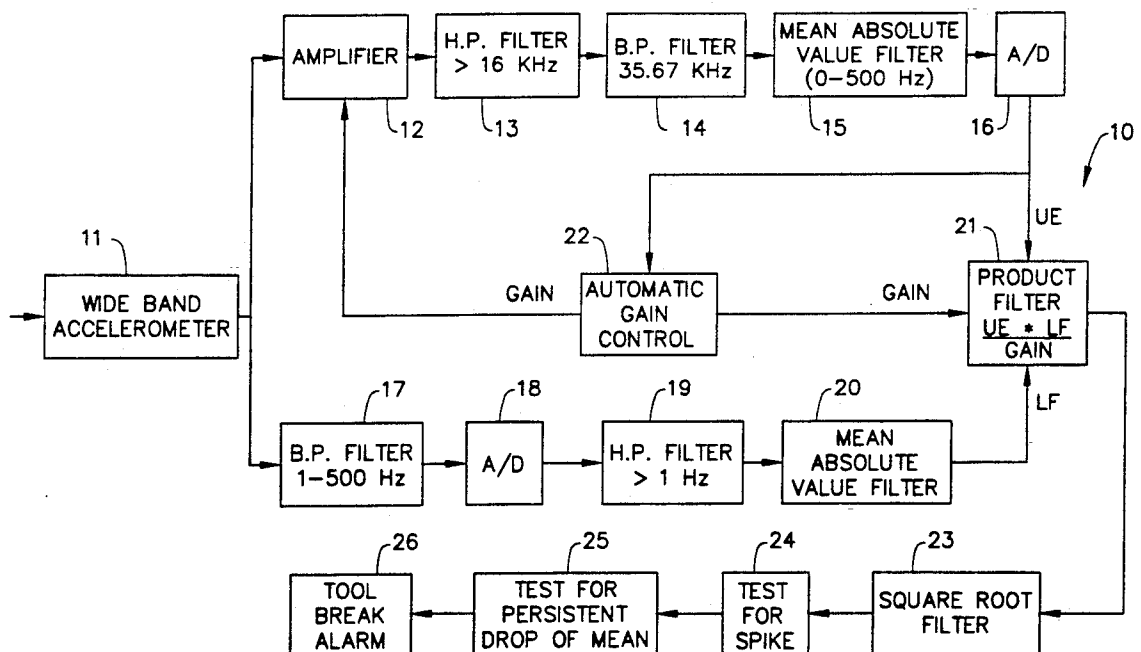 AMPLIFIER
12
H.P. FILTER
> 16 KHz
13
B.P. FILTER
35.67 KHz
14
MEAN ABSOLUTE
VALUE FILTER
(0-500 Hz)
15
A/D
16
10
11
WIDE BAND
ACCELEROMETER
GAIN
22
AUTOMATIC
GAIN
CONTROL
GAIN
UE
21
PRODUCT
FILTER
UE * LF
GAIN
LF
17
B.P. FILTER
1-500 Hz
18
A/D
19
H.P. FILTER
> 1 Hz
20
MEAN
ABSOLUTE
VALUE FILTER
26
TOOL
BREAK
ALARM
25
TEST FOR
PERSISTENT
DROP OF MEAN
24
TEST
FOR
SPIKE
23
SQUARE ROOT
FILTER